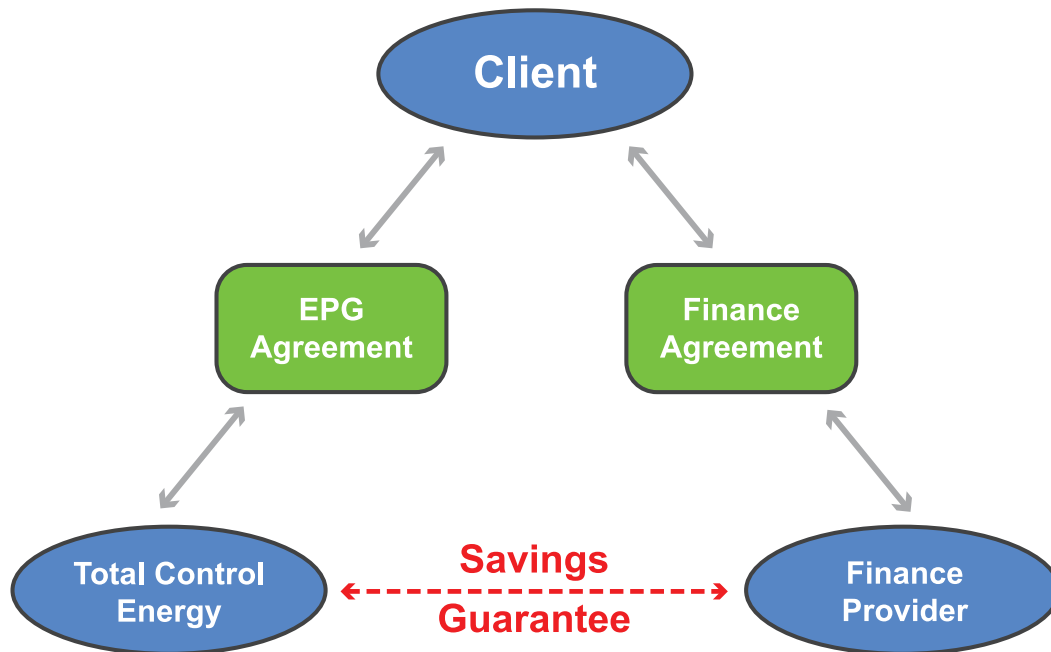 Client
EPG
Agreement
Finance
Agreement
Total Control
Energy
Savings
Guarantee
Finance
Provider